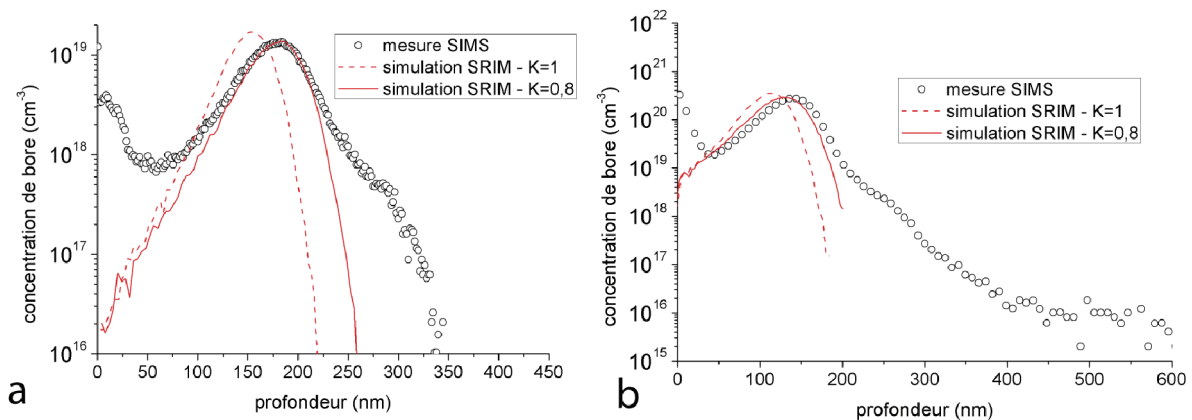 10^19
10^18
10^17
10^16
concentration de bore (cm^-3)
0 50 100 150 200 250 300 350 400 450
profondeur (nm)
mesure SIMS
simulation SRIM - K=1
simulation SRIM - K=0,8
a
10^22
10^21
10^20
10^19
10^18
10^17
10^16
10^15
concentration de bore (cm^-3)
0 100 200 300 400 500 600
profondeur (nm)
mesure SIMS
simulation SRIM - K=1
simulation SRIM - K=0,8
b